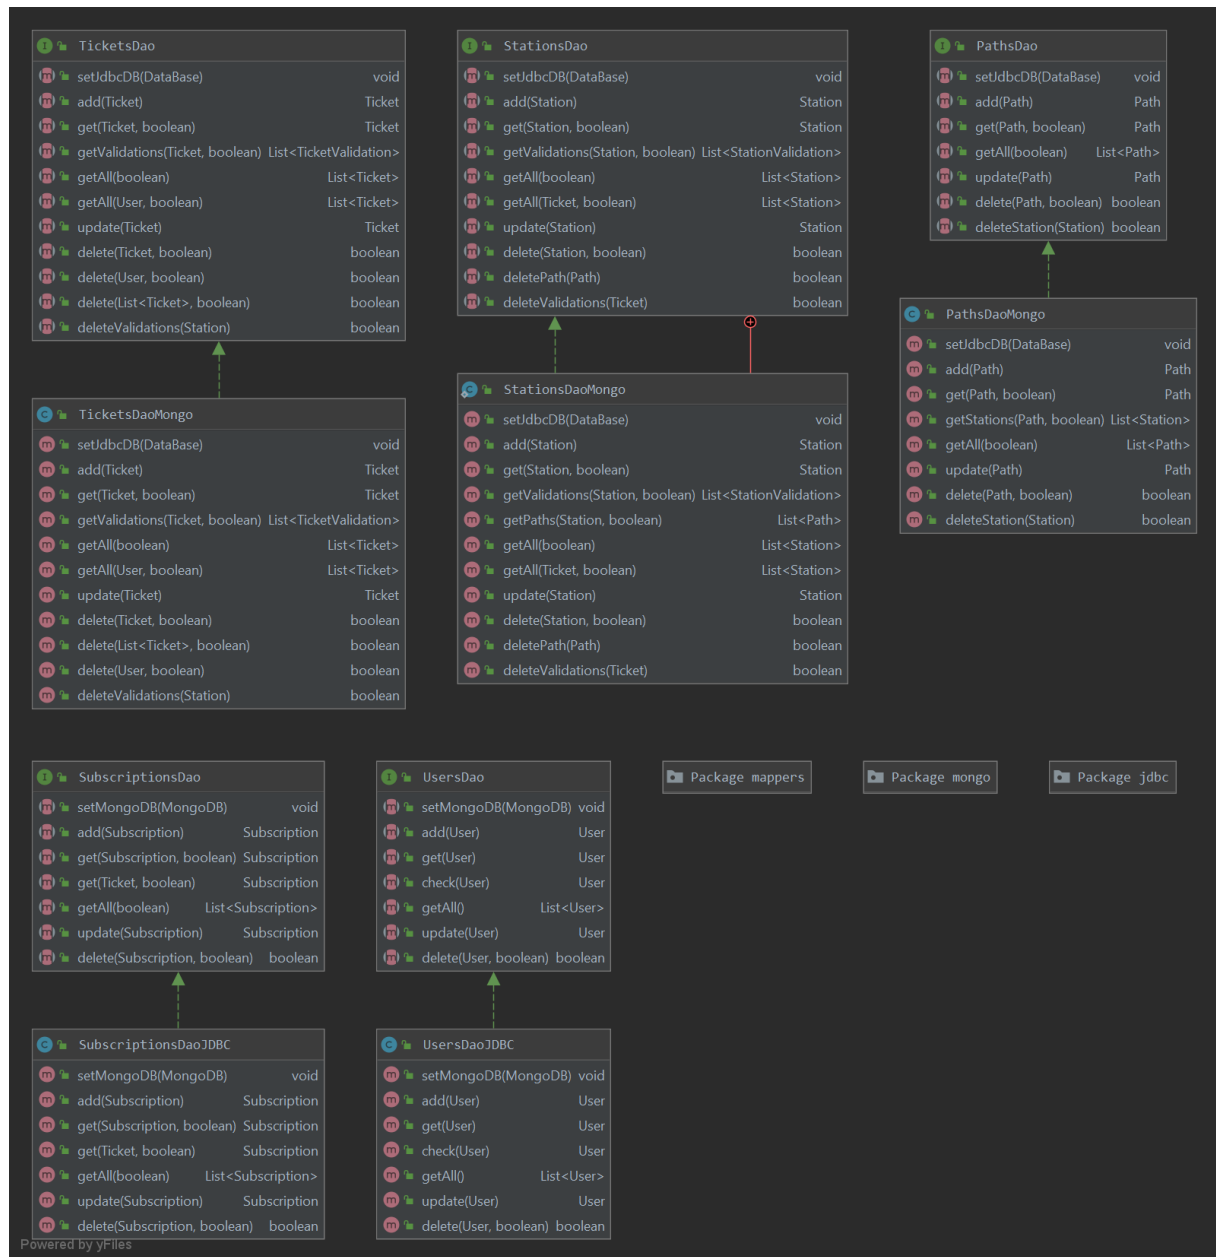 TicketsDao
setJdbcDB(DataBase) void
add(Ticket) Ticket
get(Ticket, boolean) Ticket
getValidations(Ticket, boolean) List<TicketValidation>
getAll(boolean) List<Ticket>
getAll(User, boolean) List<Ticket>
update(Ticket) Ticket
delete(Ticket, boolean) boolean
delete(User, boolean) boolean
delete(List<Ticket>, boolean) boolean
deleteValidations(Station) boolean
StationsDao
setJdbcDB(DataBase) void
add(Station) Station
get(Station, boolean) Station
getValidations(Station, boolean) List<StationValidation>
getAll(boolean) List<Station>
getAll(Ticket, boolean) List<Station>
update(Station) Station
delete(Station, boolean) boolean
deletePath(Path) boolean
deleteValidations(Ticket) boolean
PathsDao
setJdbcDB(DataBase) void
add(Path) Path
get(Path, boolean) Path
getAll(boolean) List<Path>
update(Path) Path
delete(Path, boolean) boolean
deleteStation(Station) boolean
TicketsDaoMongo
setJdbcDB(DataBase) void
add(Ticket) Ticket
get(Ticket, boolean) Ticket
getValidations(Ticket, boolean) List<TicketValidation>
getAll(boolean) List<Ticket>
getAll(User, boolean) List<Ticket>
update(Ticket) Ticket
delete(Ticket, boolean) boolean
delete(List<Ticket>, boolean) boolean
delete(User, boolean) boolean
deleteValidations(Station) boolean
StationsDaoMongo
setJdbcDB(DataBase) void
add(Station) Station
get(Station, boolean) Station
getValidations(Station, boolean) List<StationValidation>
getPaths(Station, boolean) List<Path>
getAll(boolean) List<Station>
getAll(Ticket, boolean) List<Station>
update(Station) Station
delete(Station, boolean) boolean
deletePath(Path) boolean
deleteValidations(Ticket) boolean
PathsDaoMongo
setJdbcDB(DataBase) void
add(Path) Path
get(Path, boolean) Path
getStations(Path, boolean) List<Station>
getAll(boolean) List<Path>
update(Path) Path
delete(Path, boolean) boolean
deleteStation(Station) boolean
SubscriptionsDao
setMongoDB(MongoDB) void
add(Subscription) Subscription
get(Subscription, boolean) Subscription
get(Ticket, boolean) Subscription
getAll(boolean) List<Subscription>
update(Subscription) Subscription
delete(Subscription, boolean) boolean
UsersDao
setMongoDB(MongoDB) void
add(User) User
get(User) User
check(User) User
getAll() List<User>
update(User) User
delete(User, boolean) boolean
Package mappers
Package mongo
Package jdbc
SubscriptionsDaoJDBC
setMongoDB(MongoDB) void
add(Subscription) Subscription
get(Subscription, boolean) Subscription
get(Ticket, boolean) Subscription
getAll(boolean) List<Subscription>
update(Subscription) Subscription
delete(Subscription, boolean) boolean
UsersDaoJDBC
setMongoDB(MongoDB) void
add(User) User
get(User) User
check(User) User
getAll() List<User>
update(User) User
delete(User, boolean) boolean
Powered by yFiles